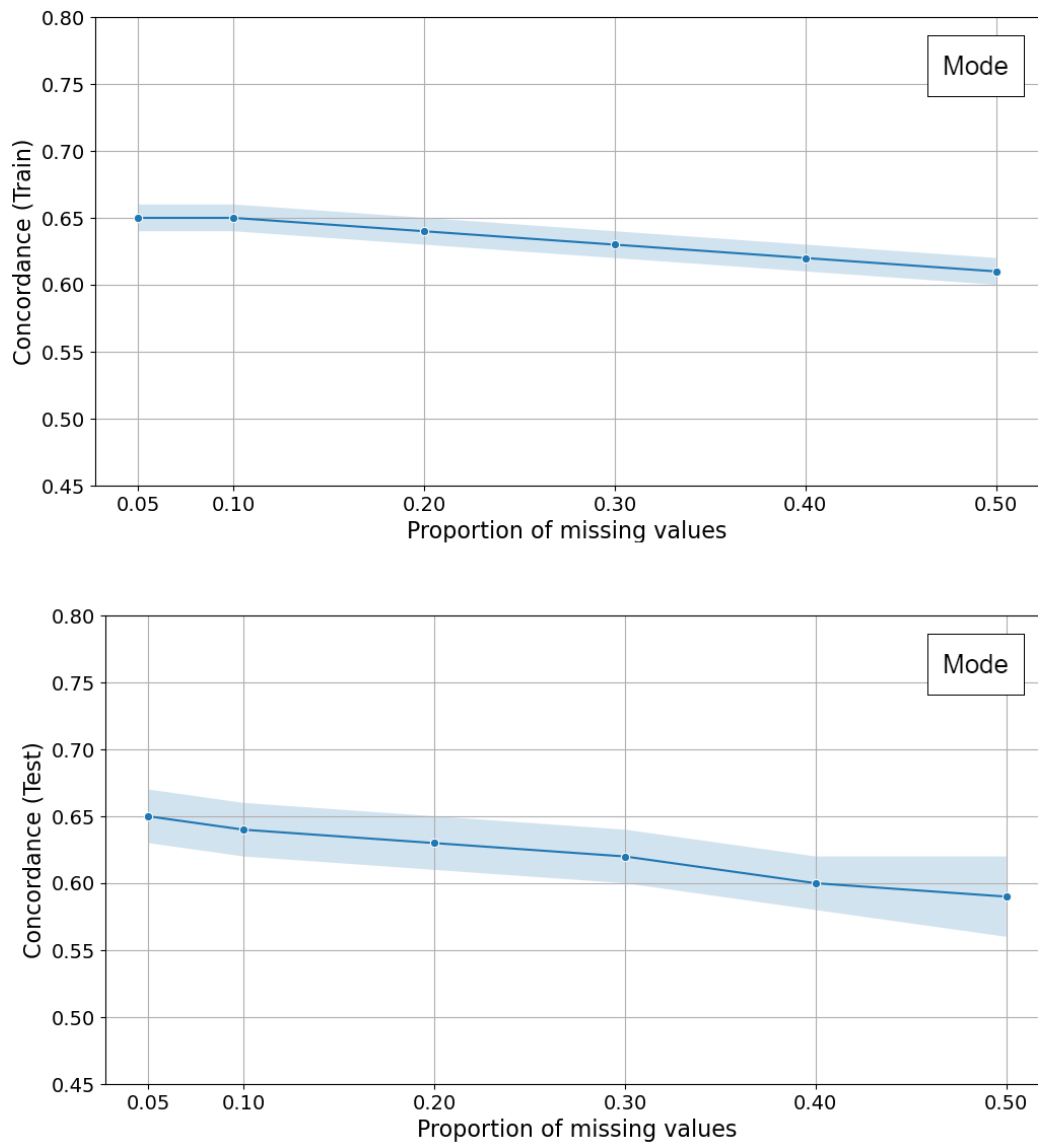 0.80
Mode
0.75
0.70
0.65
0.60
0.55
0.50
0.45
Concordance (Train)
0.05 0.10 0.20 0.30 0.40 0.50
Proportion of missing values
0.80
Mode
0.75
0.70
0.65
0.60
0.55
0.50
0.45
Concordance (Test)
0.05 0.10 0.20 0.30 0.40 0.50
Proportion of missing values